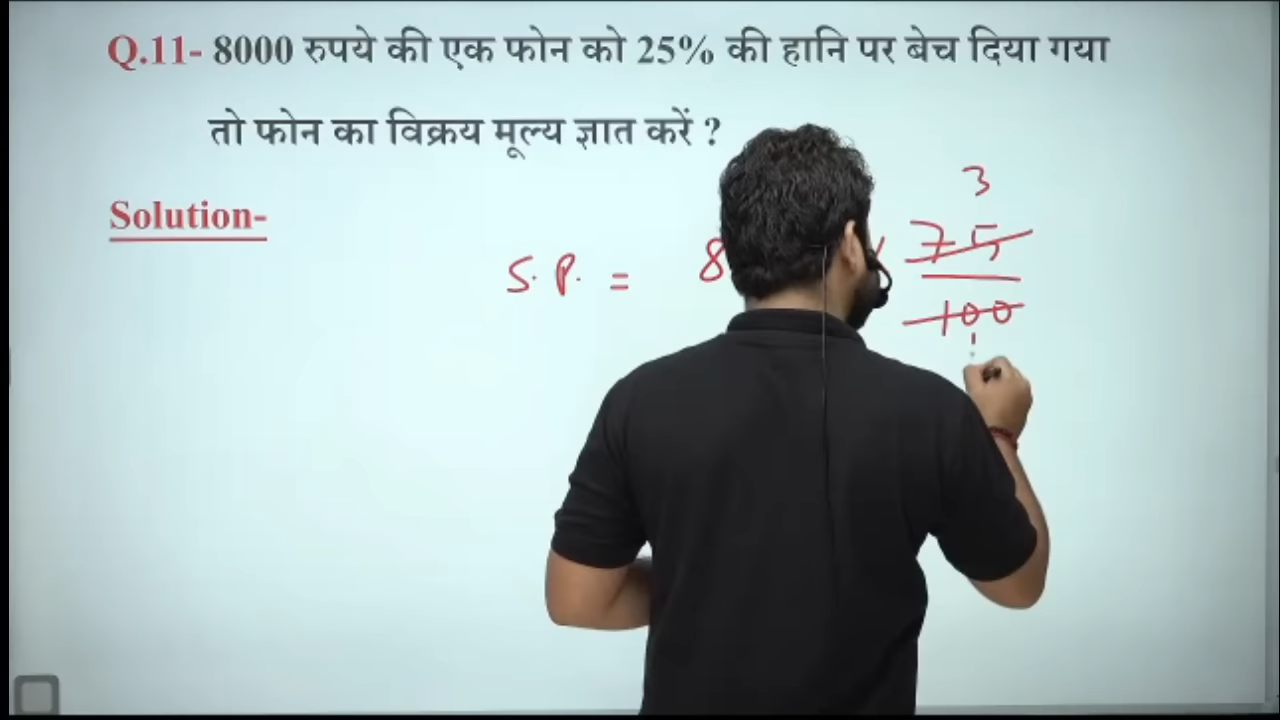 Q.11- 8000 रुपये की एक फोन को 25% की हानि पर बेच दिया गया
तो फोन का विक्रय मूल्य ज्ञात करें ?
Solution-
3
S. P. = 8 75
100